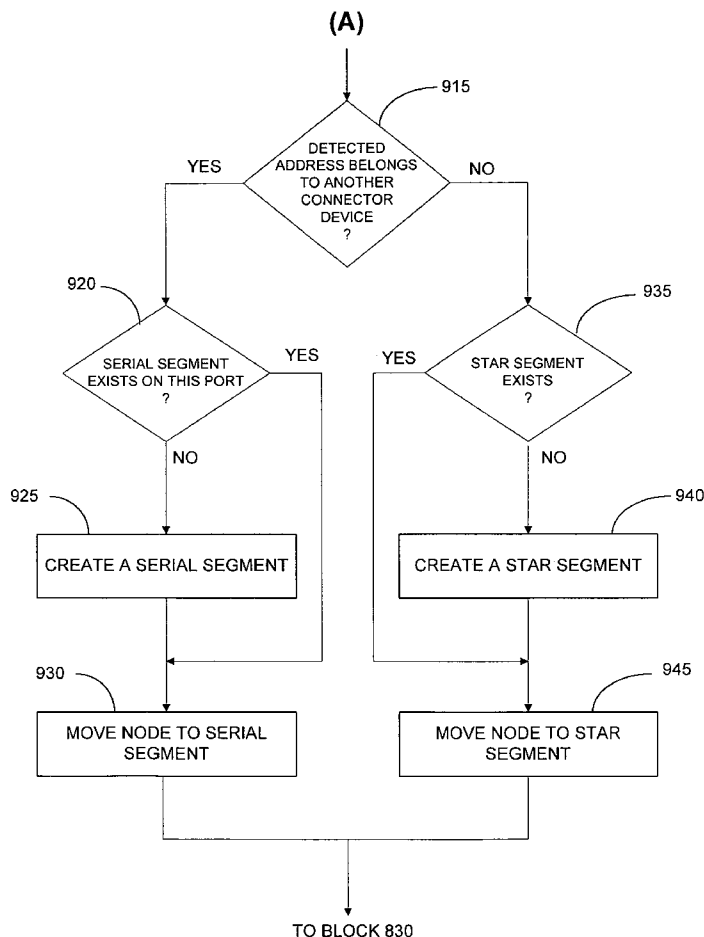 (A)
915
DETECTED
ADDRESS BELONGS
TO ANOTHER
CONNECTOR
DEVICE
?
YES
NO
920
935
SERIAL SEGMENT
EXISTS ON THIS PORT
?
YES
YES
STAR SEGMENT
EXISTS
?
NO
NO
925
940
CREATE A SERIAL SEGMENT
CREATE A STAR SEGMENT
930
945
MOVE NODE TO SERIAL
SEGMENT
MOVE NODE TO STAR
SEGMENT
TO BLOCK 830